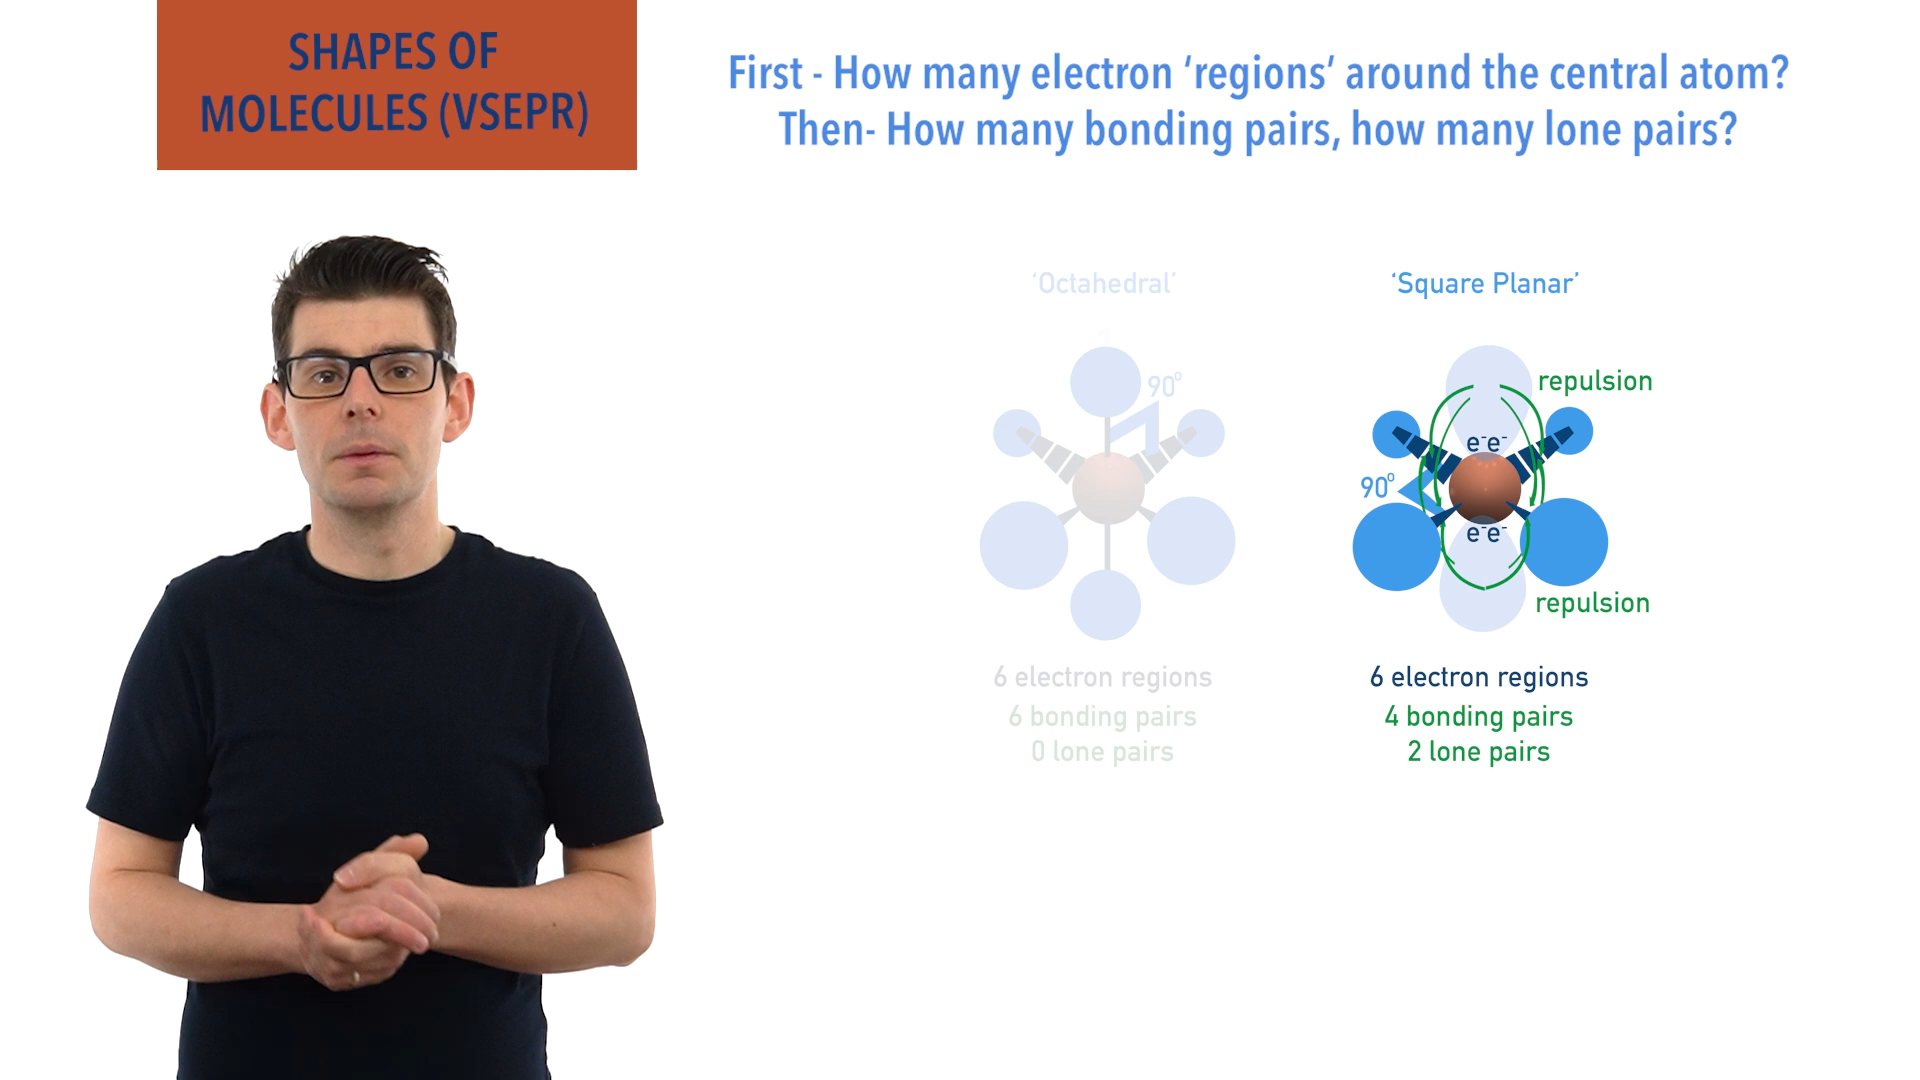 SHAPES OF
MOLECULES (VSEPR)
First - How many electron ‘regions’ around the central atom?
Then- How many bonding pairs, how many lone pairs?
‘Octahedral’
90º
6 electron regions
6 bonding pairs
0 lone pairs
‘Square Planar’
repulsion
e⁻e⁻
90º
e⁻e⁻
repulsion
6 electron regions
4 bonding pairs
2 lone pairs